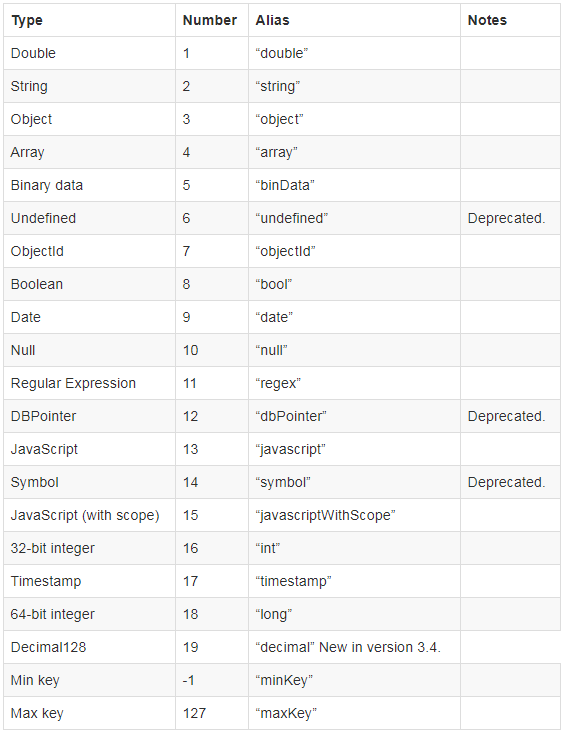 Type Number Alias Notes
Double 1 “double”
String 2 “string”
Object 3 “object”
Array 4 “array”
Binary data 5 “binData”
Undefined 6 “undefined” Deprecated.
ObjectId 7 “objectId”
Boolean 8 “bool”
Date 9 “date”
Null 10 “null”
Regular Expression 11 “regex”
DBPointer 12 “dbPointer” Deprecated.
JavaScript 13 “javascript”
Symbol 14 “symbol” Deprecated.
JavaScript (with scope) 15 “javascriptWithScope”
32-bit integer 16 “int”
Timestamp 17 “timestamp”
64-bit integer 18 “long”
Decimal128 19 “decimal” New in version 3.4.
Min key -1 “minKey”
Max key 127 “maxKey”